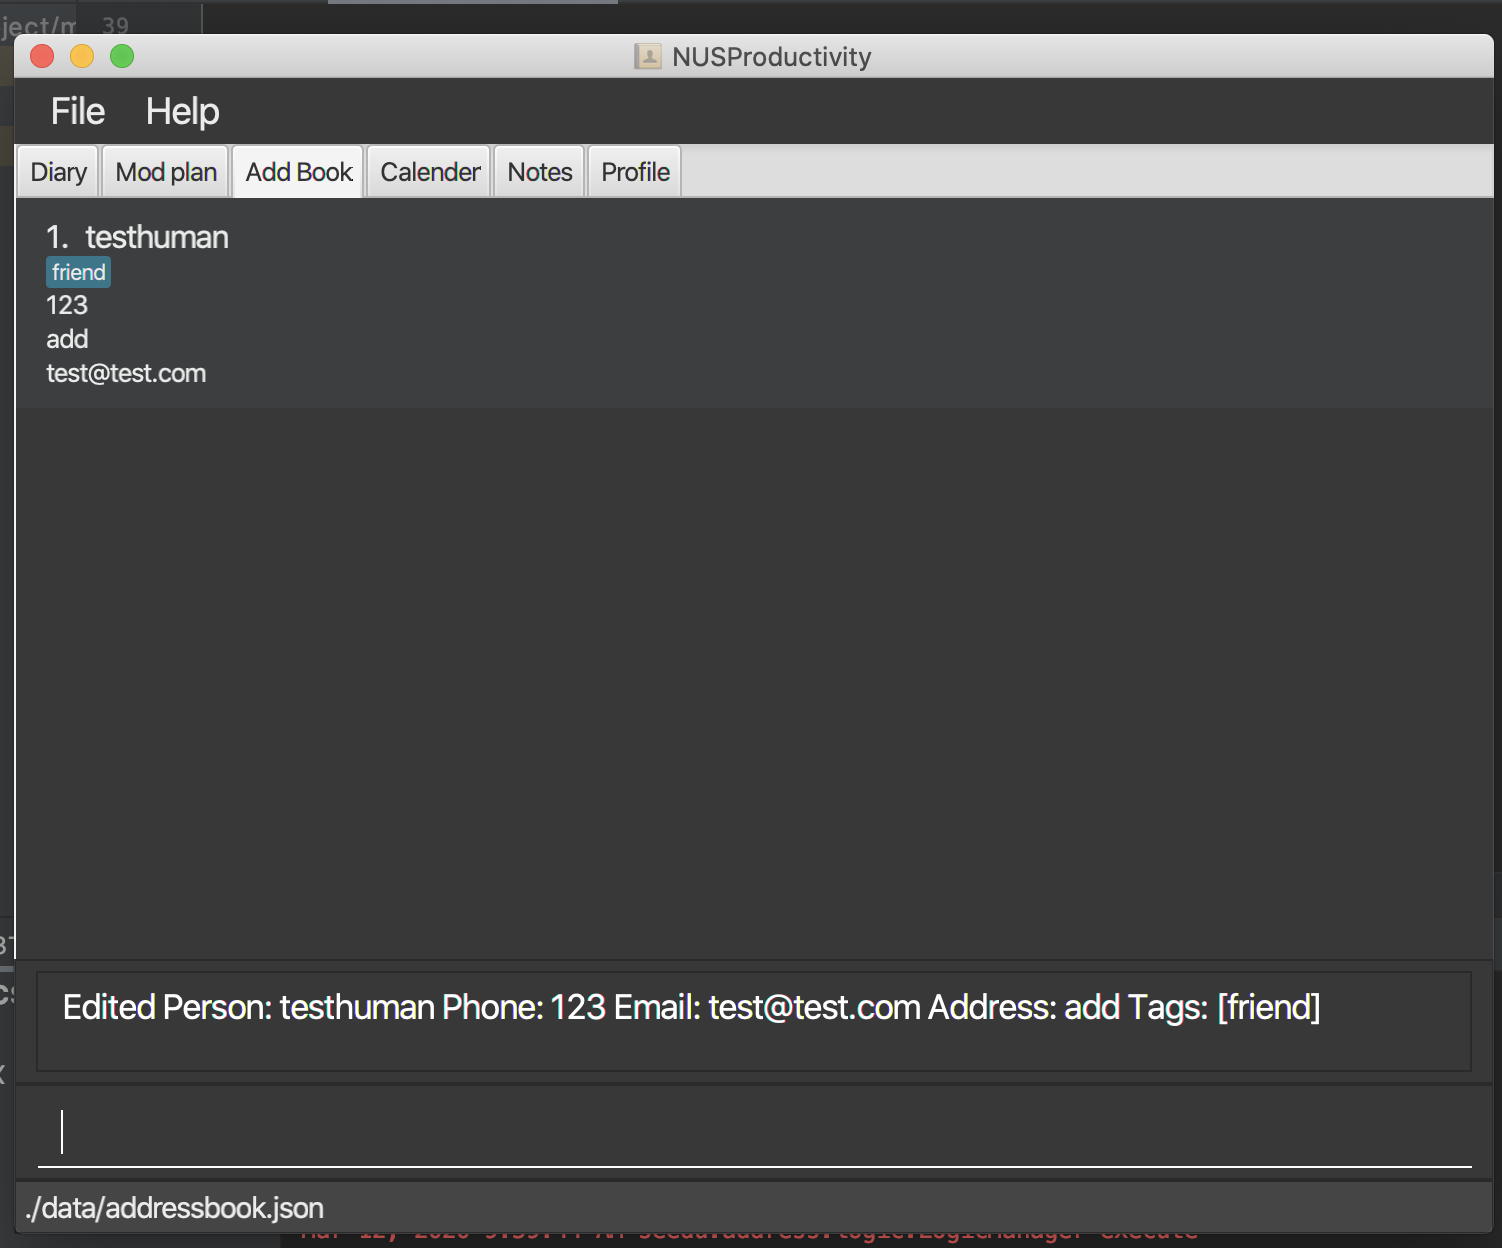 ject/m 39
NUSProductivity
File Help
Diary Mod plan Add Book Calender Notes Profile
1. testhuman
friend
123
add
test@test.com
Edited Person: testhuman Phone: 123 Email: test@test.com Address: add Tags: [friend]
./data/addressbook.json